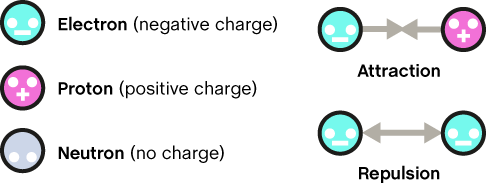 Electron (negative charge)
Proton (positive charge)
Neutron (no charge)
Attraction
Repulsion